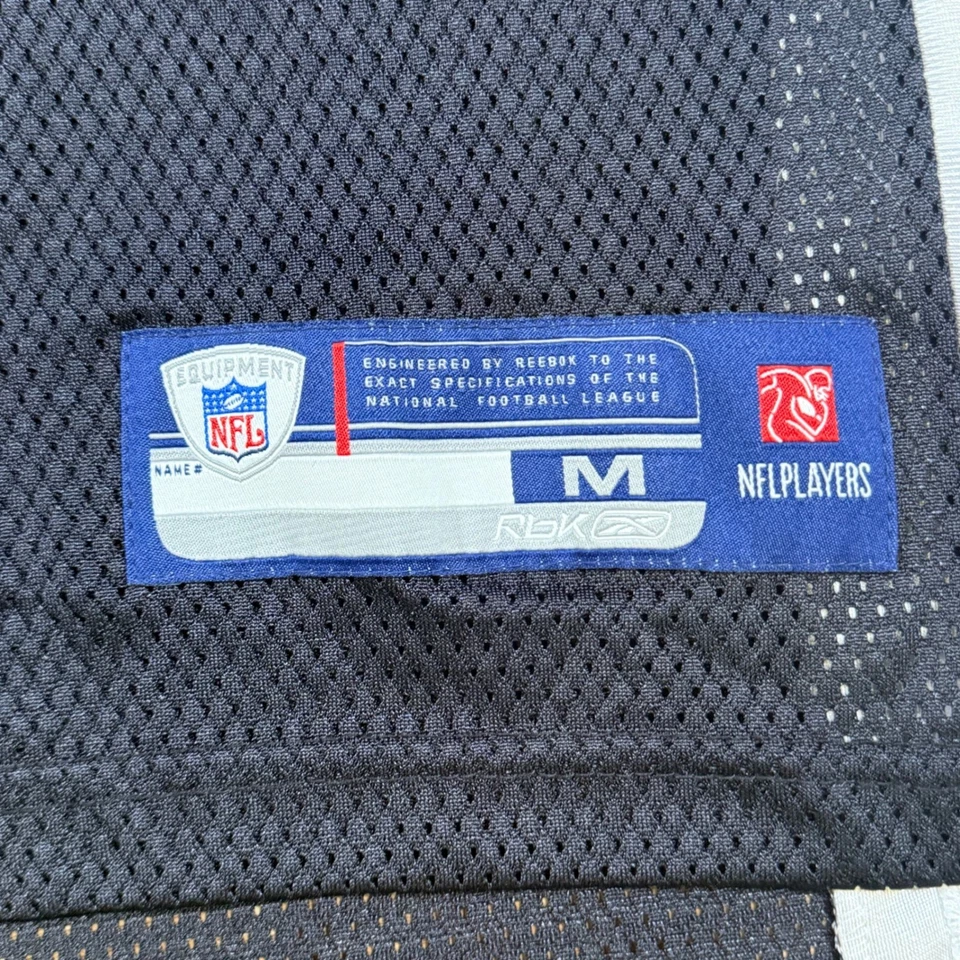 EQUIPMENT
NFL
ENGINEERED BY REEBOK TO THE
EXACT SPECIFICATIONS OF THE
NATIONAL FOOTBALL LEAGUE
NAME#
M
RbK
NFLPLAYERS